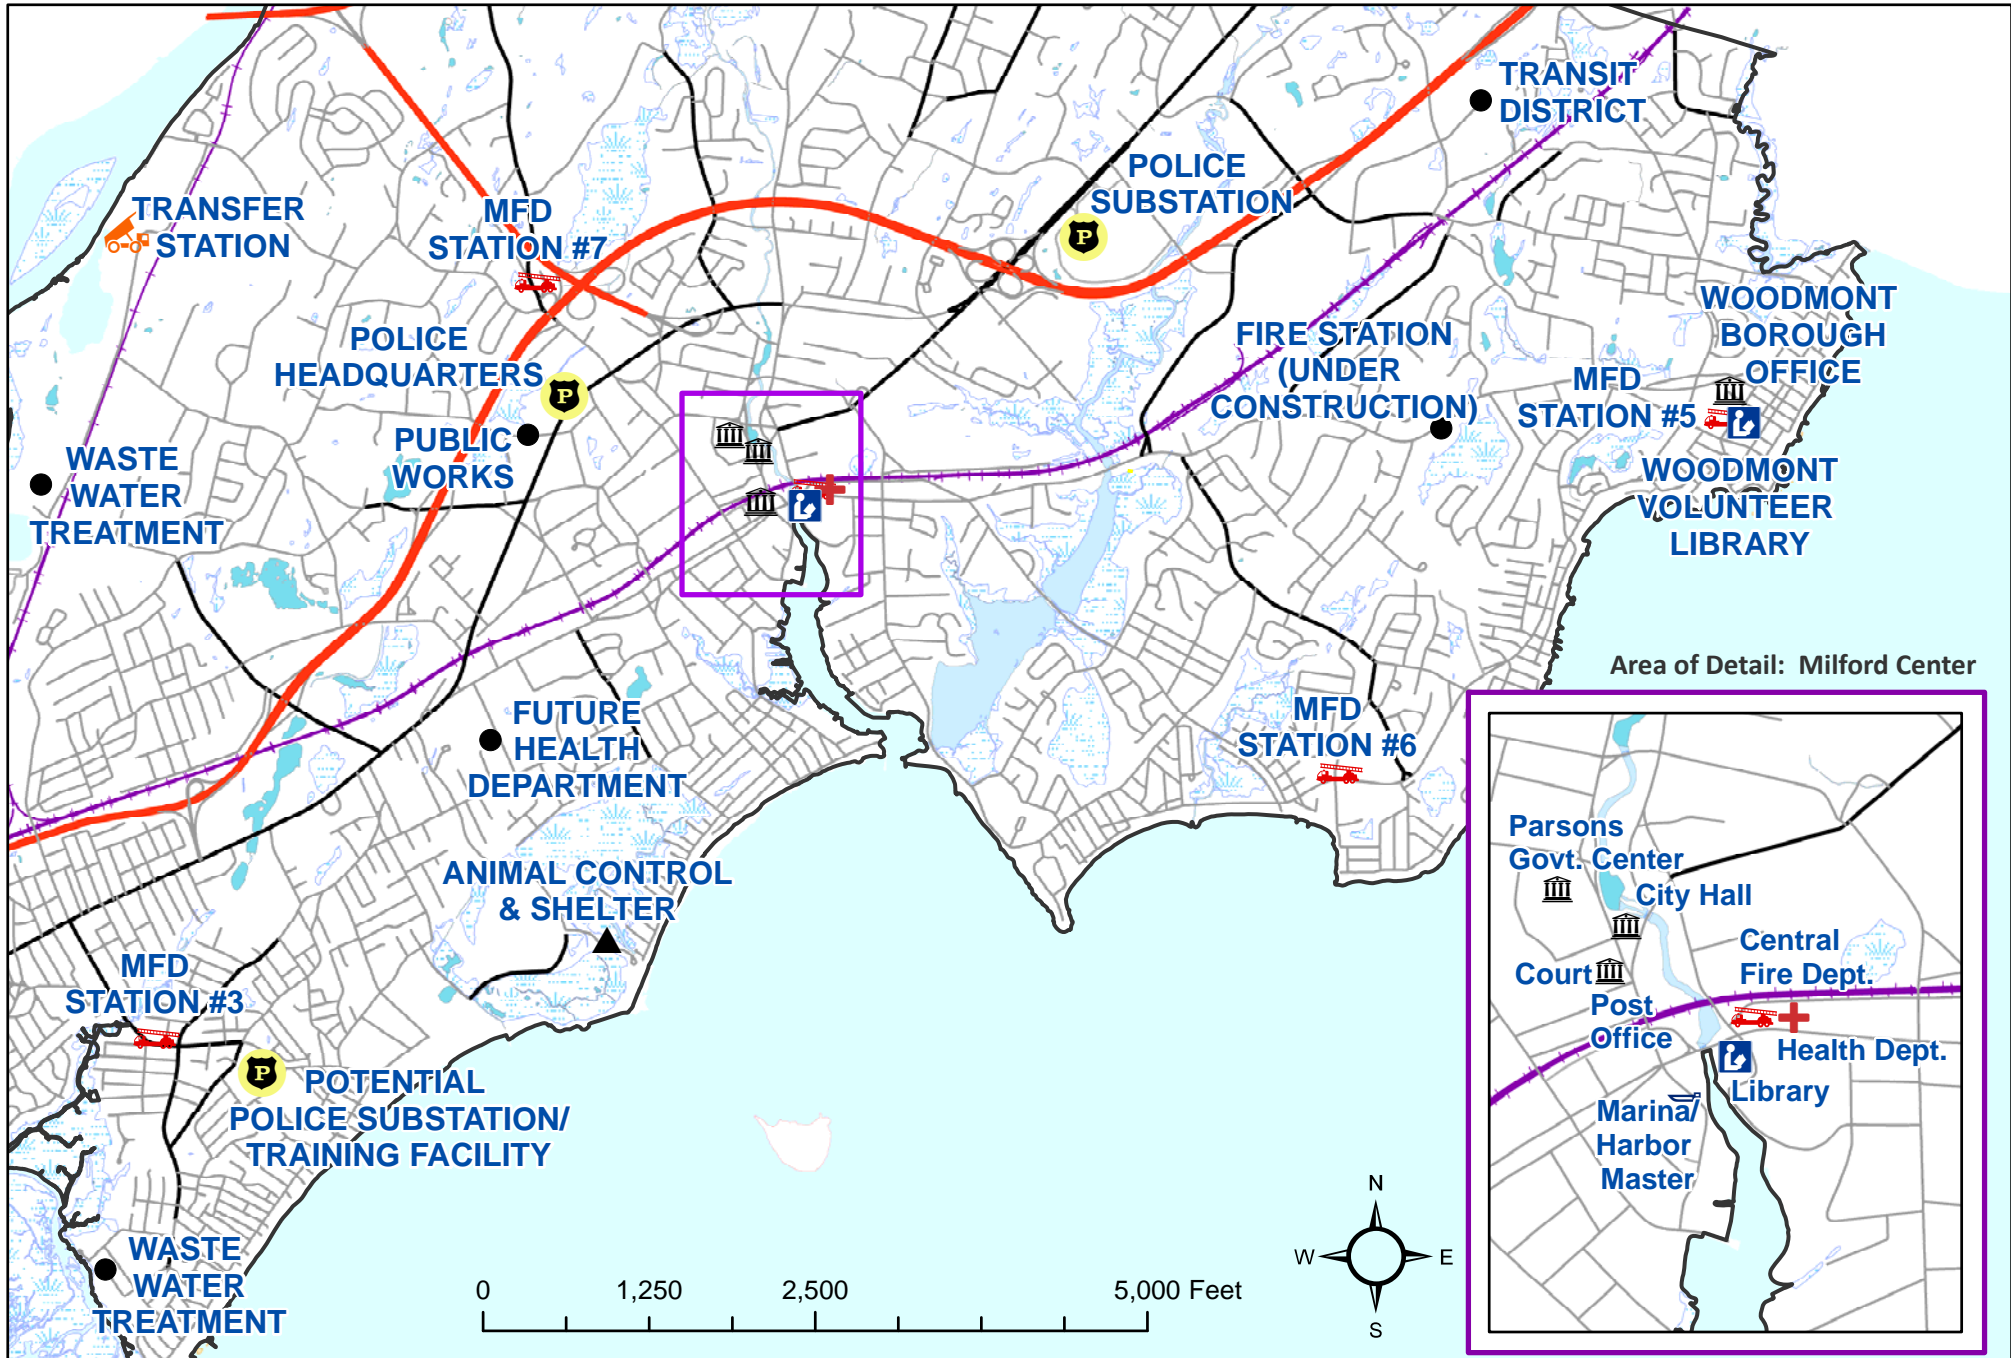 TRANSIT
DISTRICT
POLICE
SUBSTATION
P
TRANSFER
STATION
MFD
STATION #7
WOODMONT
BOROUGH
OFFICE
FIRE STATION
(UNDER
CONSTRUCTION)
POLICE
HEADQUARTERS
P
MFD
STATION #5
PUBLIC
WORKS
WASTE
WATER
TREATMENT
WOODMONT
VOLUNTEER
LIBRARY
Area of Detail: Milford Center
FUTURE
HEALTH
DEPARTMENT
MFD
STATION #6
ANIMAL CONTROL
& SHELTER
MFD
STATION #3
P
POTENTIAL
POLICE SUBSTATION/
TRAINING FACILITY
WASTE
WATER
TREATMENT
Parsons
Govt. Center
City Hall
Central
Fire Dept.
Court
Post
Office
Health Dept.
Library
Marina/
Harbor
Master
N
W E
S
0 1,250 2,500 5,000 Feet